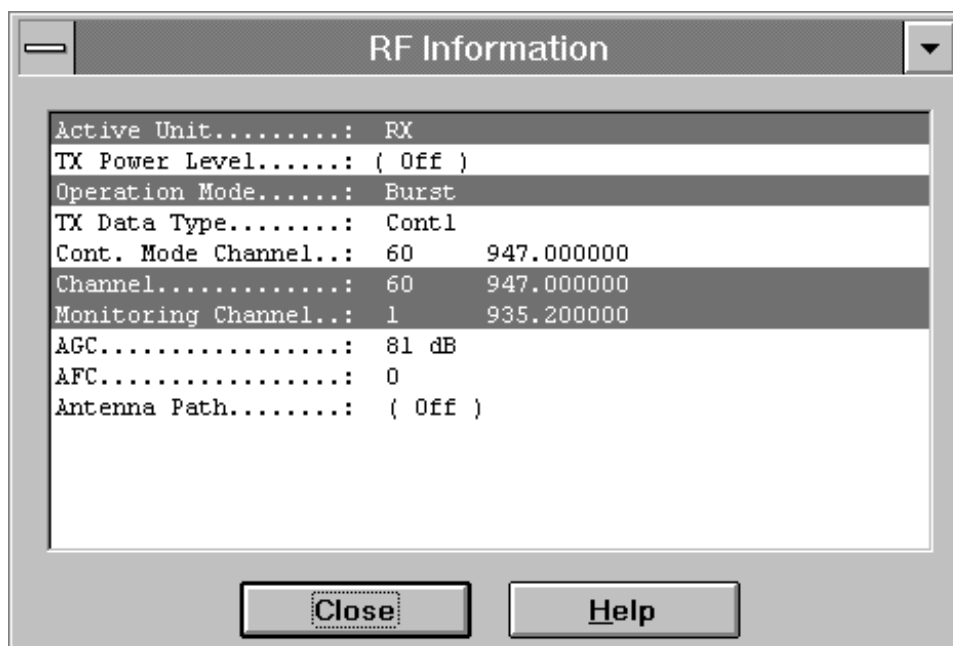 RF Information
Active Unit.........: RX
TX Power Level......: ( Off )
Operation Mode......: Burst
TX Data Type........: Cont1
Cont. Mode Channel..: 60 947.000000
Channel.............: 60 947.000000
Monitoring Channel..: 1 935.200000
AGC.................: 81 dB
AFC.................: 0
Antenna Path........: ( Off )
Close
Help